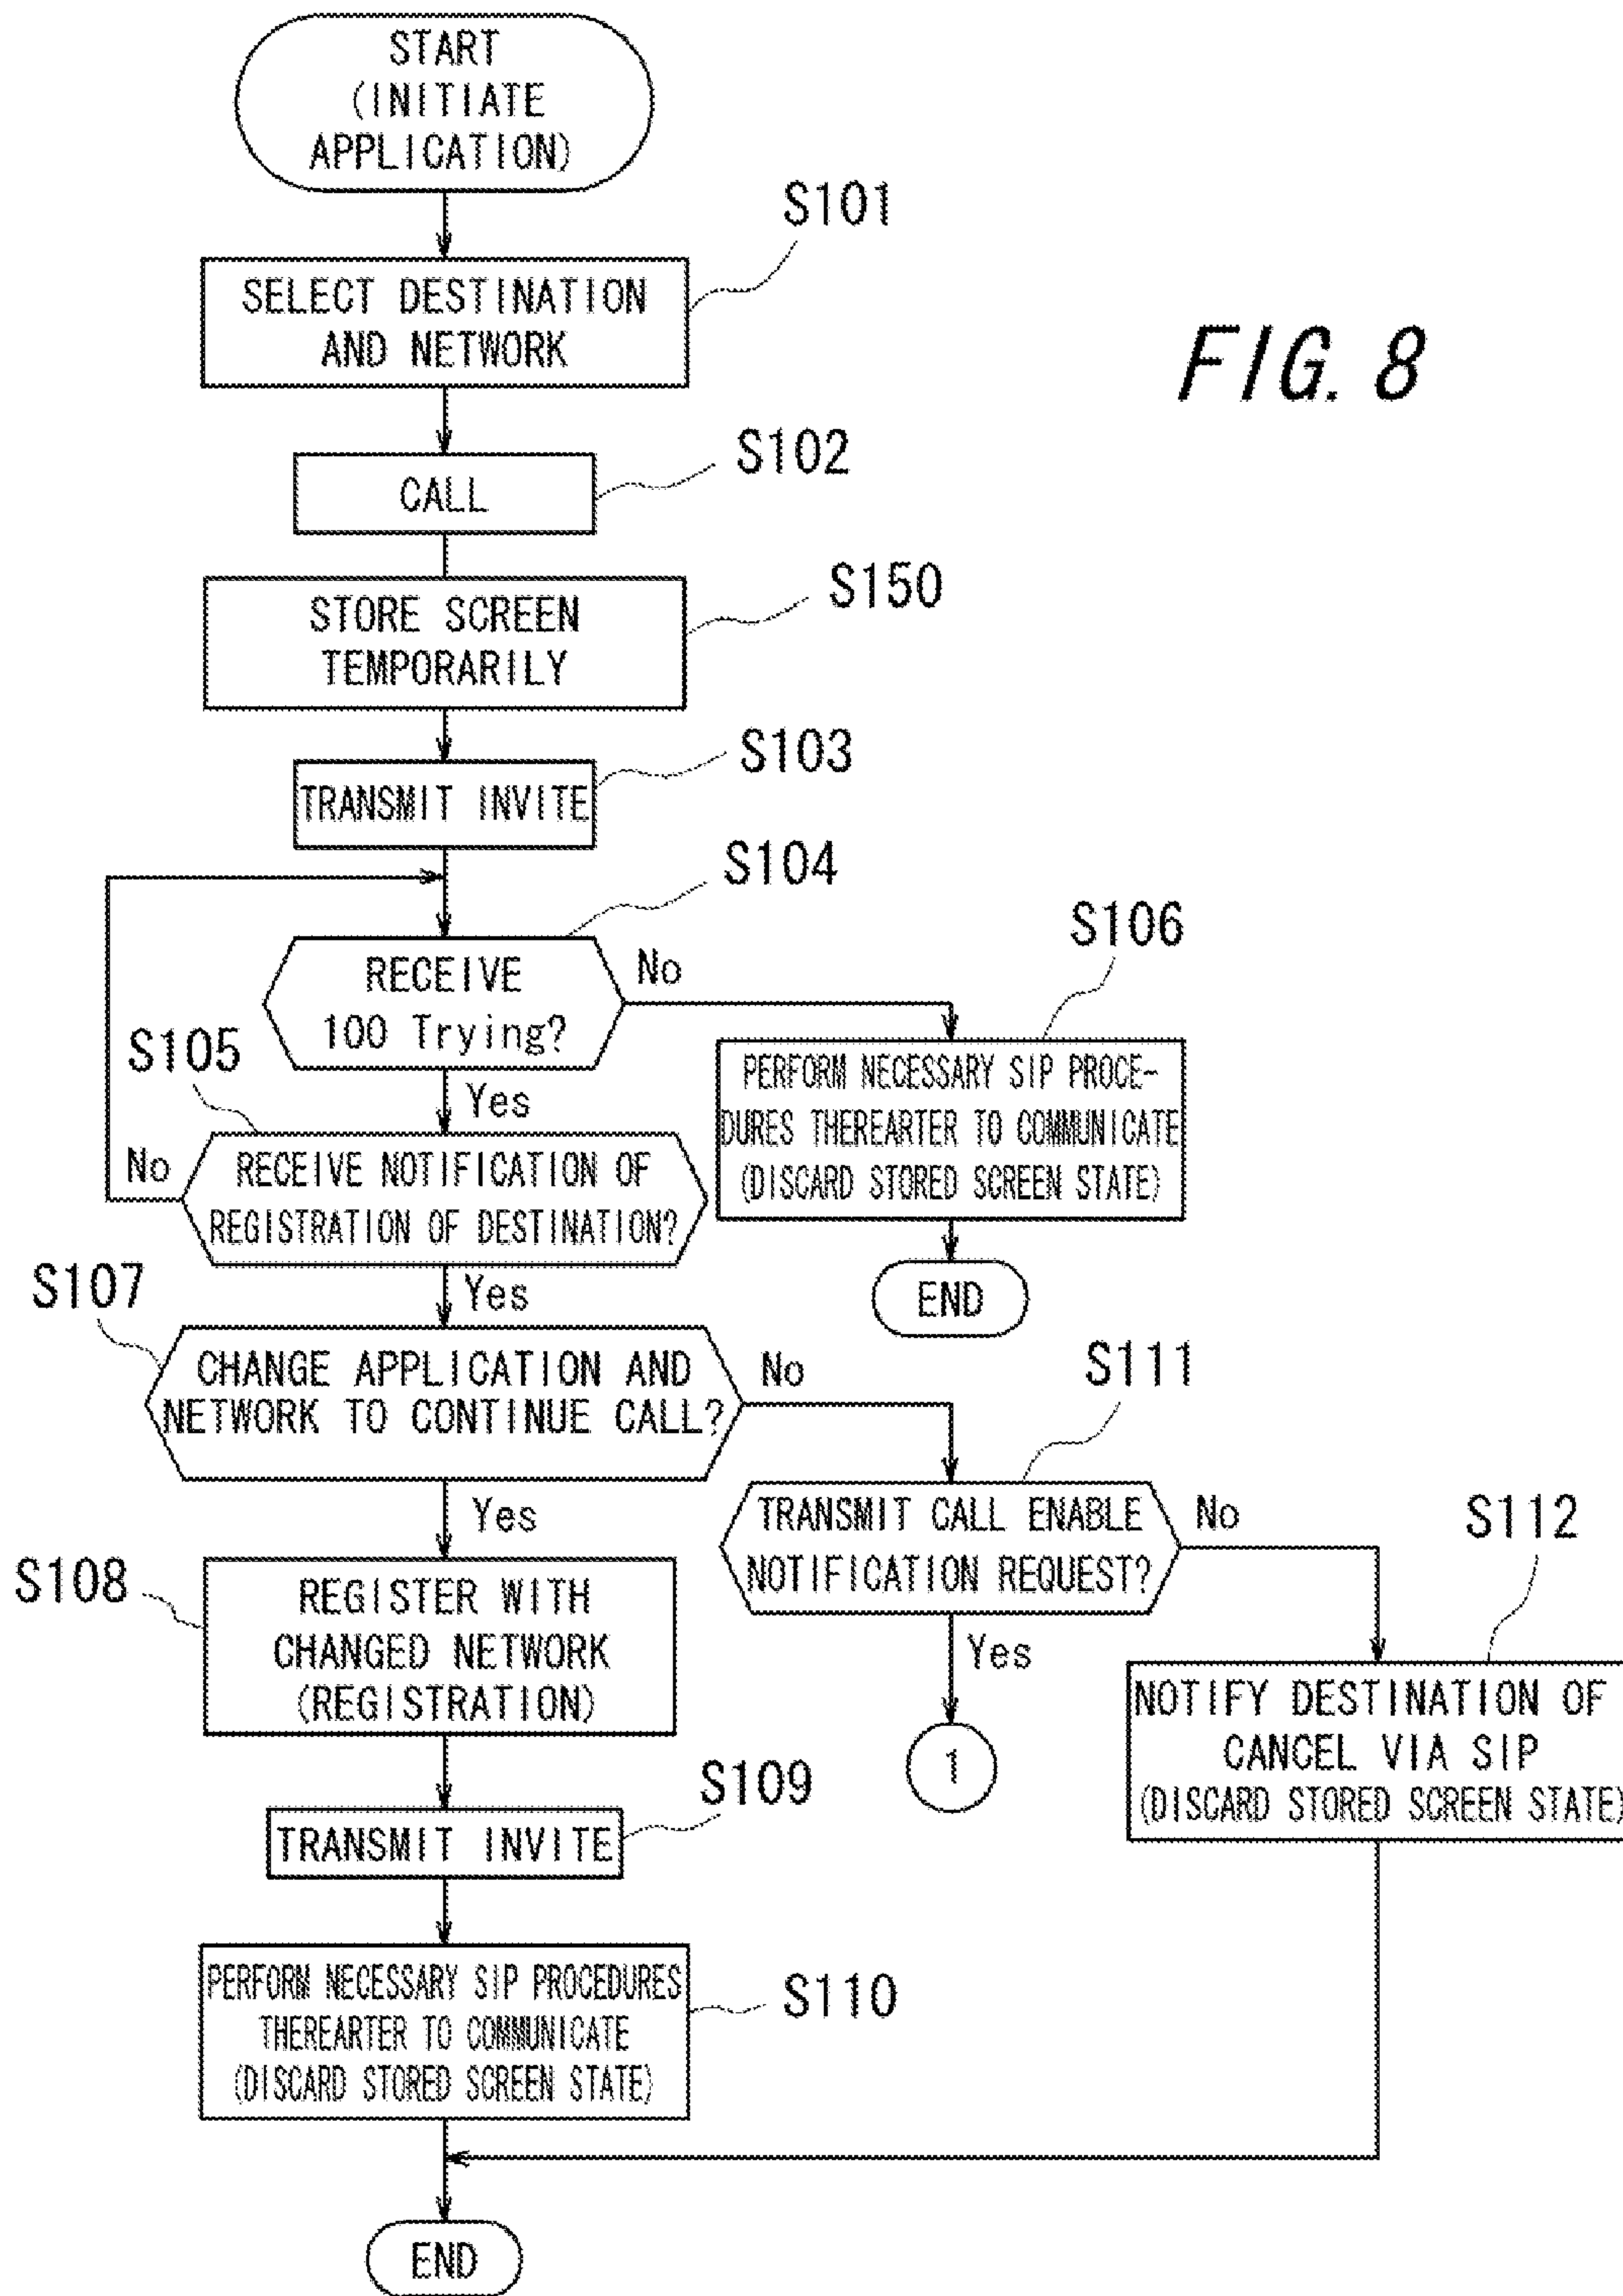 START
(INITIATE
APPLICATION)
S101
SELECT DESTINATION
AND NETWORK
FIG. 8
S102
CALL
S150
STORE SCREEN
TEMPORARILY
S103
TRANSMIT INVITE
S104
RECEIVE
100 Trying?
No
S106
PERFORM NECESSARY SIP PROCE-
DURES THEREARTER TO COMMUNICATE
(DISCARD STORED SCREEN STATE)
END
Yes
S105
No
RECEIVE NOTIFICATION OF
REGISTRATION OF DESTINATION?
Yes
S107
CHANGE APPLICATION AND
NETWORK TO CONTINUE CALL?
No
S111
TRANSMIT CALL ENABLE
NOTIFICATION REQUEST?
No
S112
Yes
1
NOTIFY DESTINATION OF
CANCEL VIA SIP
(DISCARD STORED SCREEN STATE)
Yes
S108
REGISTER WITH
CHANGED NETWORK
(REGISTRATION)
S109
TRANSMIT INVITE
S110
PERFORM NECESSARY SIP PROCEDURES
THEREARTER TO COMMUNICATE
(DISCARD STORED SCREEN STATE)
END